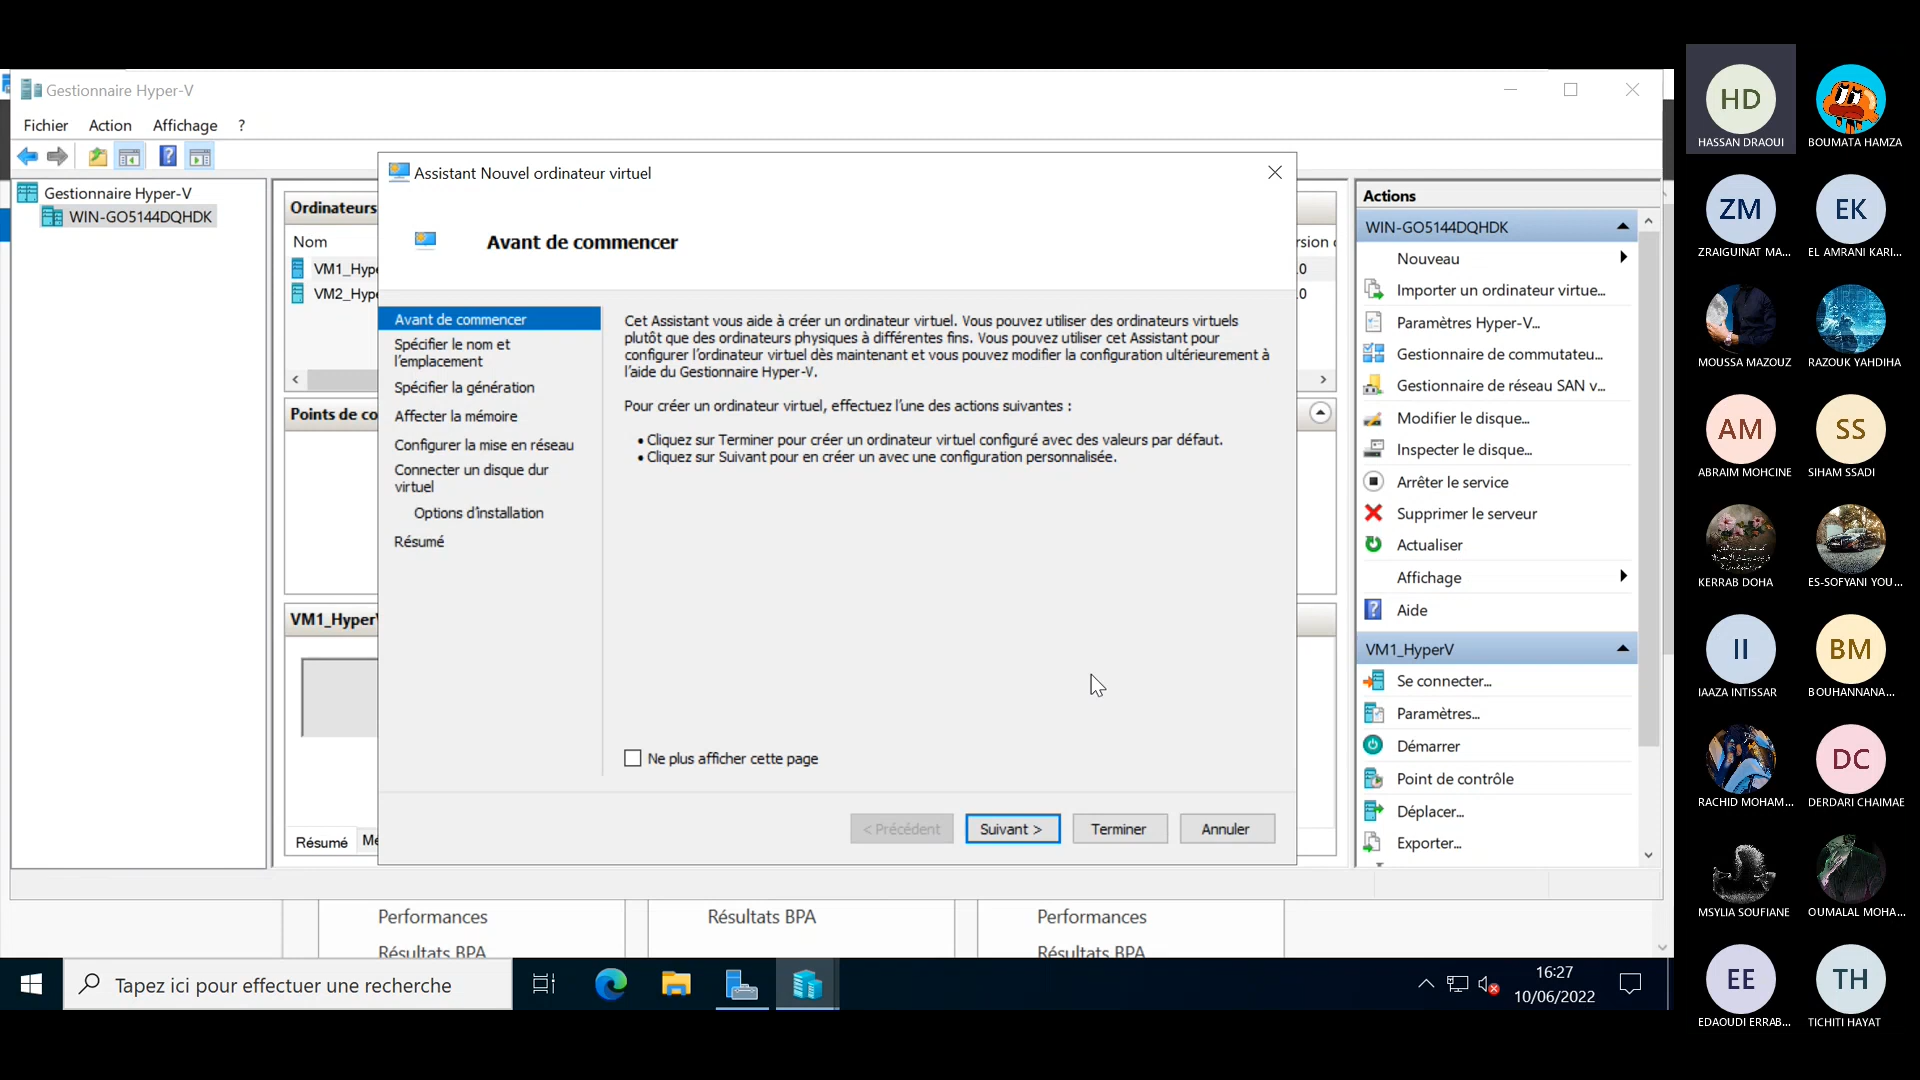 Gestionnaire Hyper-V
Fichier Action Affichage ?
Gestionnaire Hyper-V
WIN-GO5144DQHDK
Ordinateurs
Nom
VM1_Hype
VM2_Hype
Points de co
VM1_Hyper
Résumé
Assistant Nouvel ordinateur virtuel
Avant de commencer
Avant de commencer
Spécifier le nom et
l'emplacement
Spécifier la génération
Affecter la mémoire
Configurer la mise en réseau
Connecter un disque dur
virtuel
Options d'installation
Résumé
Cet Assistant vous aide à créer un ordinateur virtuel. Vous pouvez utiliser des ordinateurs virtuels
plutôt que des ordinateurs physiques à différentes fins. Vous pouvez utiliser cet Assistant pour
configurer l'ordinateur virtuel dès maintenant et vous pouvez modifier la configuration ultérieurement à
l'aide du Gestionnaire Hyper-V.
Pour créer un ordinateur virtuel, effectuez l'une des actions suivantes :
• Cliquez sur Terminer pour créer un ordinateur virtuel configuré avec des valeurs par défaut.
• Cliquez sur Suivant pour en créer un avec une configuration personnalisée.
Ne plus afficher cette page
< Précédent Suivant > Terminer Annuler
rsion
.0
.0
Actions
WIN-GO5144DQHDK
Nouveau
Importer un ordinateur virtue...
Paramètres Hyper-V...
Gestionnaire de commutateu...
Gestionnaire de réseau SAN v...
Modifier le disque...
Inspecter le disque...
Arrêter le service
Supprimer le serveur
Actualiser
Affichage
Aide
VM1_HyperV
Se connecter...
Paramètres...
Démarrer
Point de contrôle
Déplacer...
Exporter...
Performances Résultats BPA Performances
Résultats BPA Résultats BPA
Tapez ici pour effectuer une recherche
16:27
10/06/2022
HD
HASSAN DRAOUI BOUMATA HAMZA
ZM EK
ZRAIGUINAT MA... EL AMRANI KARI...
MOUSSA MAZOUZ RAZOUK YAHDIHA
AM SS
ABRAIM MOHCINE SIHAM SSADI
KERRAB DOHA ES-SOFYANI YOU...
II BM
IAAZA INTISSAR BOUHANNANA...
DC
RACHID MOHAM... DERDARI CHAIMAE
MSYLIA SOUFIANE OUMALAL MOHA...
EE TH
EDAOUDI ERRAB... TICHITI HAYAT